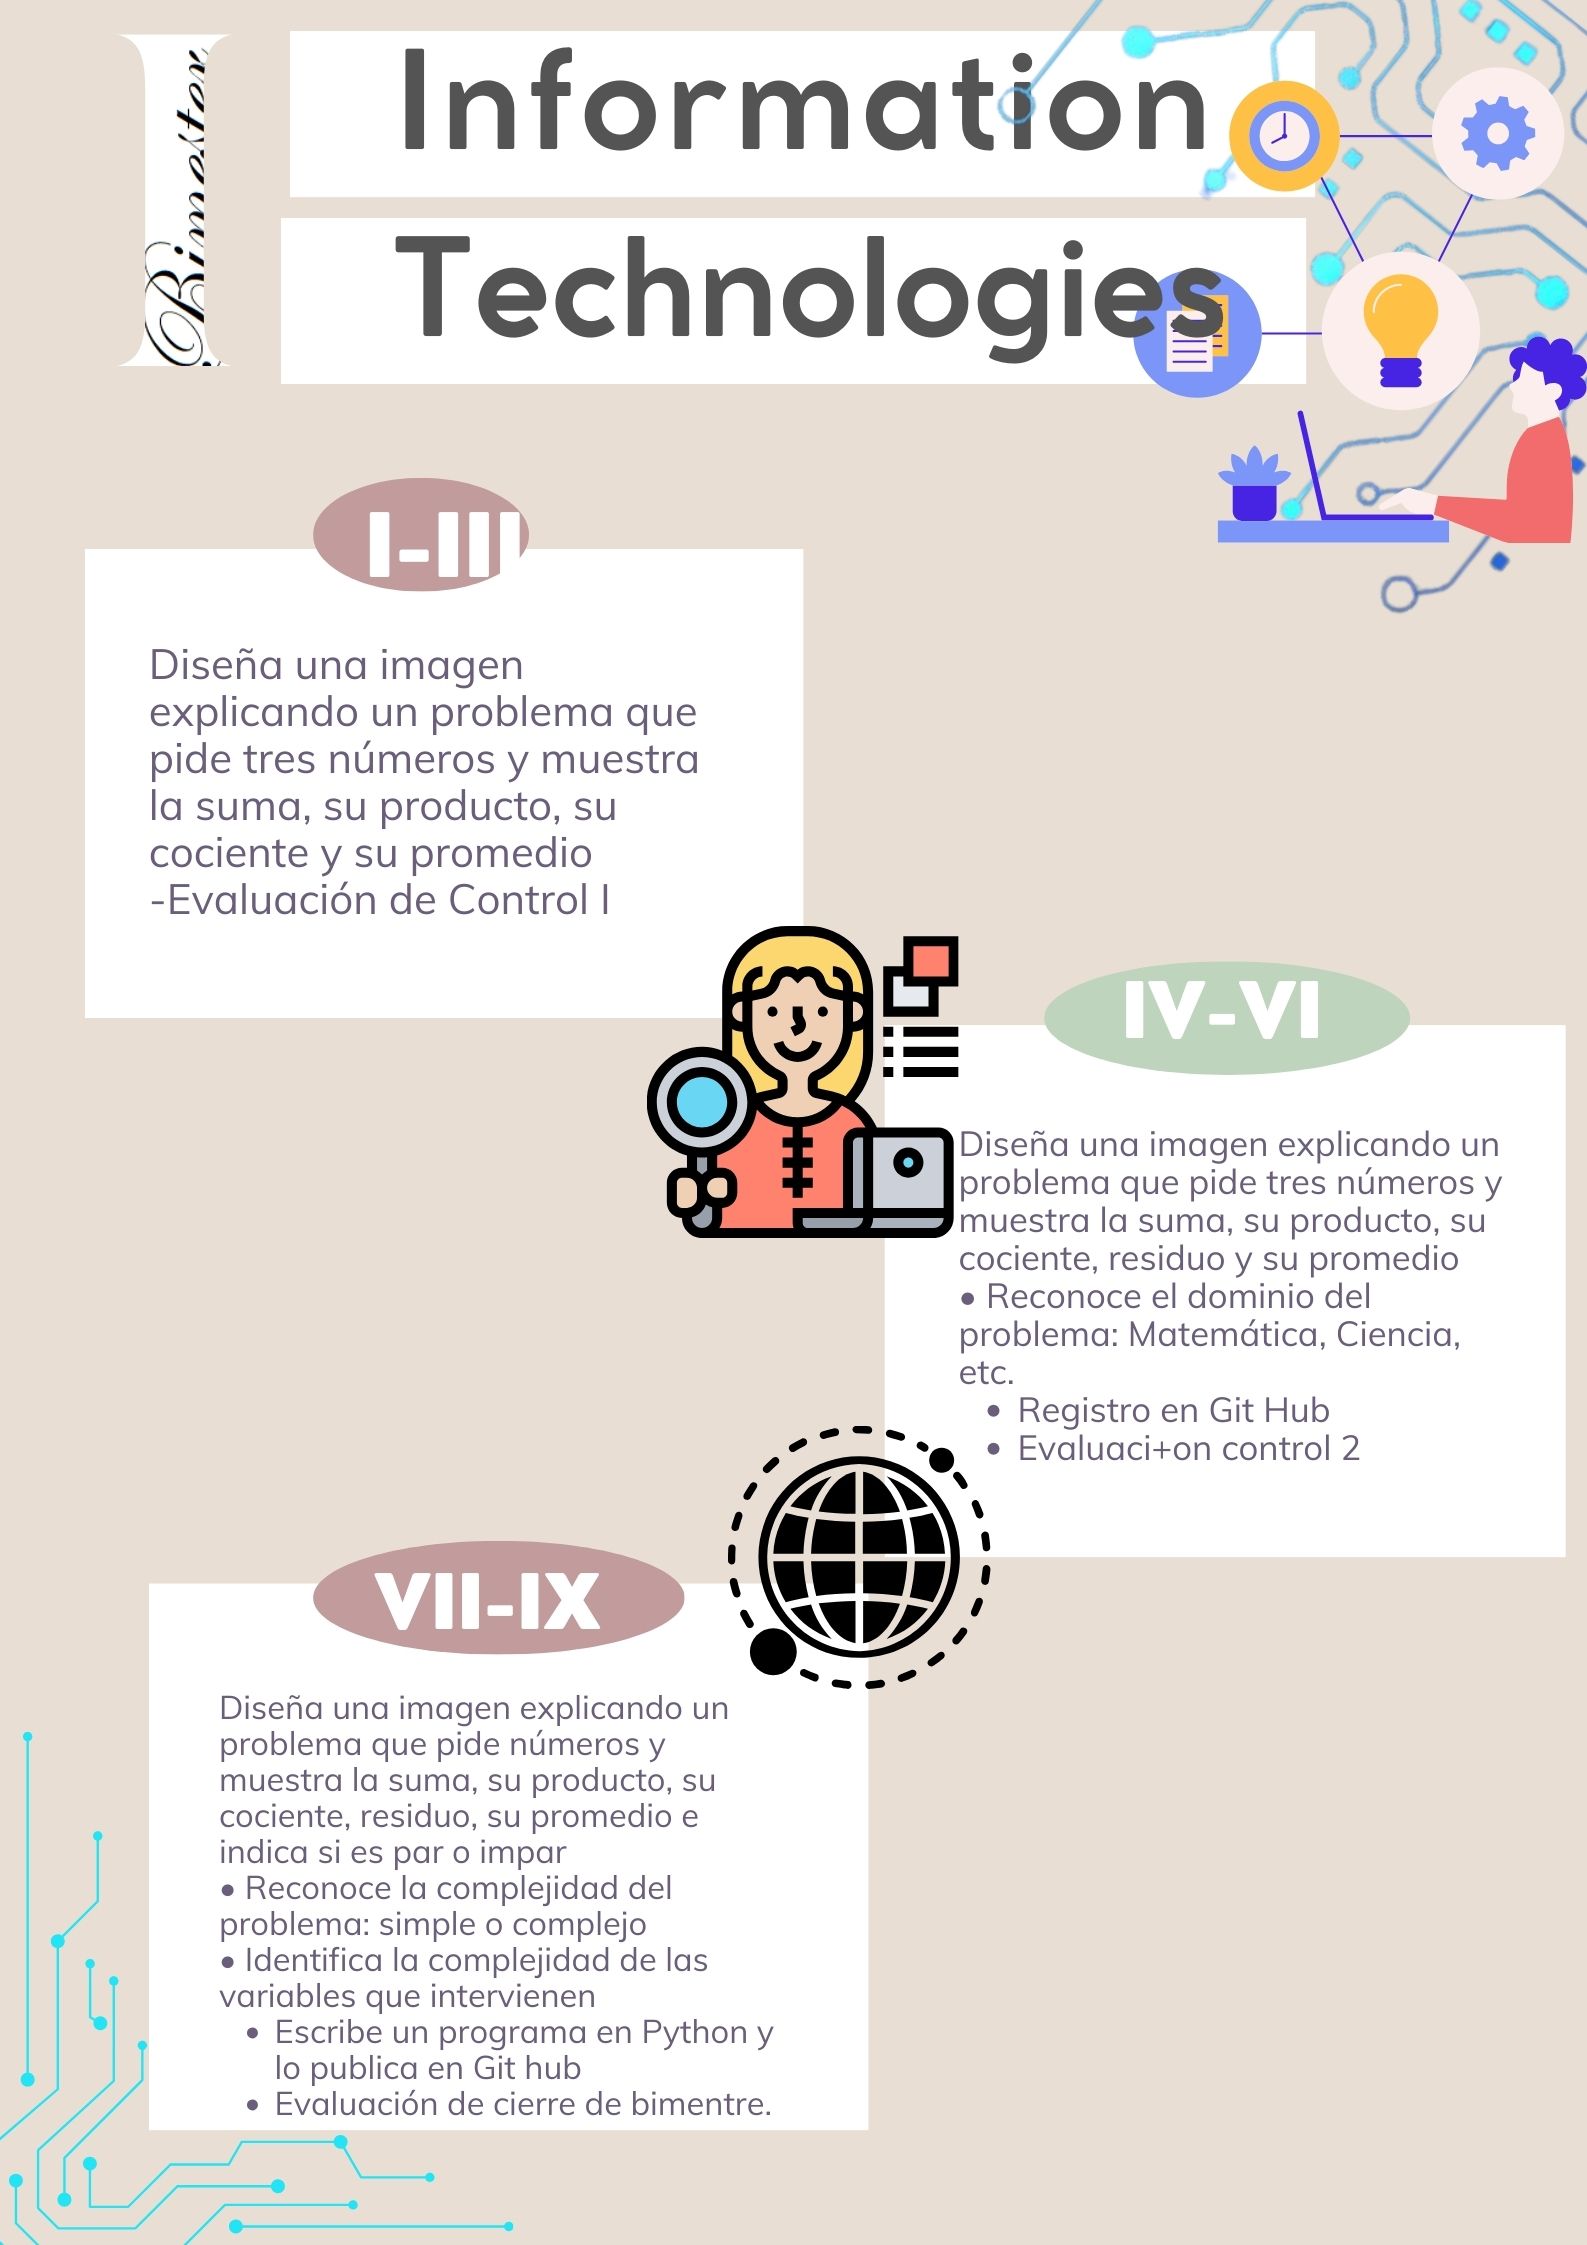 I
Bimester
Information
Technologies
I-III
Diseña una imagen
explicando un problema que
pide tres números y muestra
la suma, su producto, su
cociente y su promedio
-Evaluación de Control I
IV-VI
Diseña una imagen explicando un
problema que pide tres números y
muestra la suma, su producto, su
cociente, residuo y su promedio
• Reconoce el dominio del
problema: Matemática, Ciencia,
etc.
• Registro en Git Hub
• Evaluaci+on control 2
VII-IX
Diseña una imagen explicando un
problema que pide números y
muestra la suma, su producto, su
cociente, residuo, su promedio e
indica si es par o impar
• Reconoce la complejidad del
problema: simple o complejo
• Identifica la complejidad de las
variables que intervienen
• Escribe un programa en Python y
lo publica en Git hub
• Evaluación de cierre de bimentre.